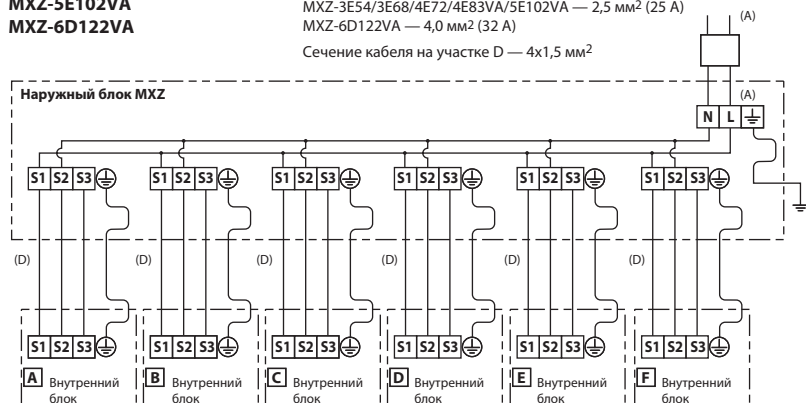 MXZ-5E102VA
MXZ-6D122VA
MXZ-3E54/3E68/4E72/4E83VA/5E102VA — 2,5 мм² (25 А)
MXZ-6D122VA — 4,0 мм² (32 А)
Сечение кабеля на участке D — 4x1,5 мм²
(A)
Наружный блок MXZ
(A)
N L
S1 S2 S3 S1 S2 S3 S1 S2 S3 S1 S2 S3 S1 S2 S3 S1 S2 S3
(D) (D) (D) (D) (D) (D)
S1 S2 S3 S1 S2 S3 S1 S2 S3 S1 S2 S3 S1 S2 S3 S1 S2 S3
A Внутренний блок
B Внутренний блок
C Внутренний блок
D Внутренний блок
E Внутренний блок
F Внутренний блок